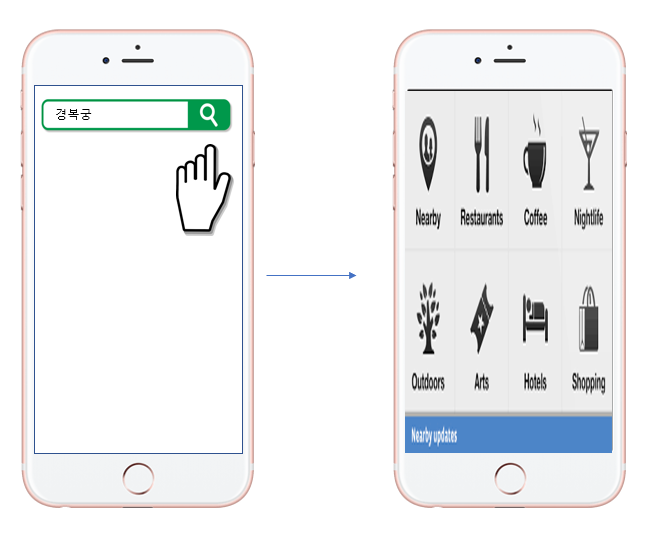 경복궁
Nearby Restaurants Coffee Nightlife
Outdoors Arts Hotels Shopping
Nearby updates